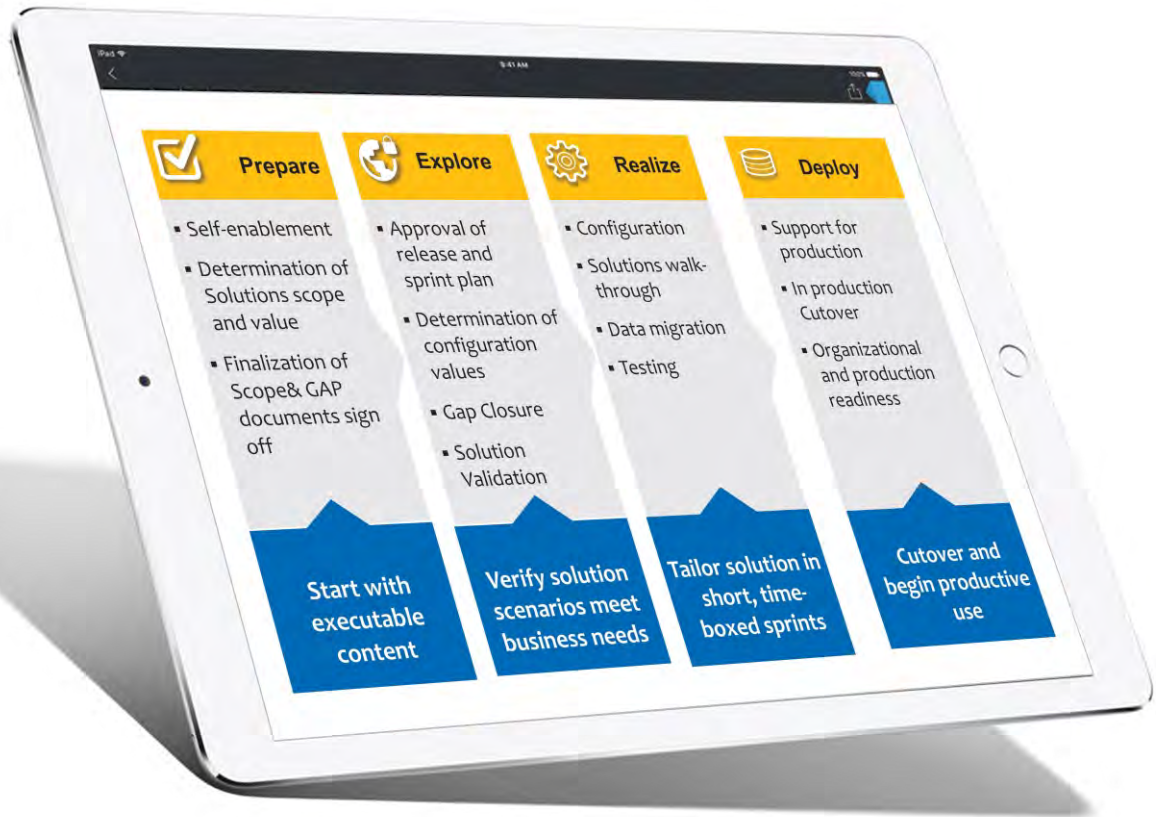 iPad
9:41 AM
100%
Prepare
▪ Self-enablement
▪ Determination of
Solutions scope
and value
▪ Finalization of
Scope& GAP
documents sign
off
Start with
executable
content
Explore
▪ Approval of
release and
sprint plan
▪ Determination of
configuration
values
▪ Gap Closure
▪ Solution
Validation
Verify solution
scenarios meet
business needs
Realize
▪ Configuration
▪ Solutions walk-
through
▪ Data migration
▪ Testing
Tailor solution in
short, time-
boxed sprints
Deploy
▪ Support for
production
▪ In production
Cutover
▪ Organizational
and production
readiness
Cutover and
begin productive
use